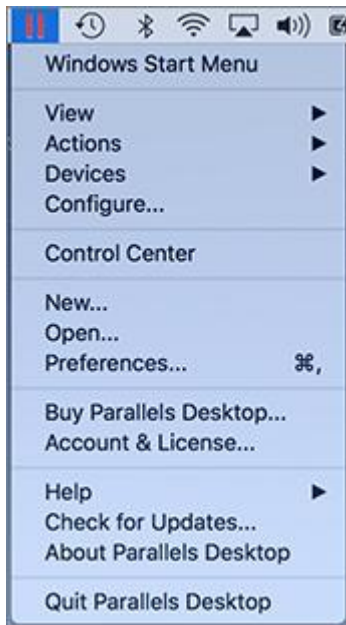 Windows Start Menu
View
Actions
Devices
Configure...
Control Center
New...
Open...
Preferences... ⌘,
Buy Parallels Desktop...
Account & License...
Help
Check for Updates...
About Parallels Desktop
Quit Parallels Desktop